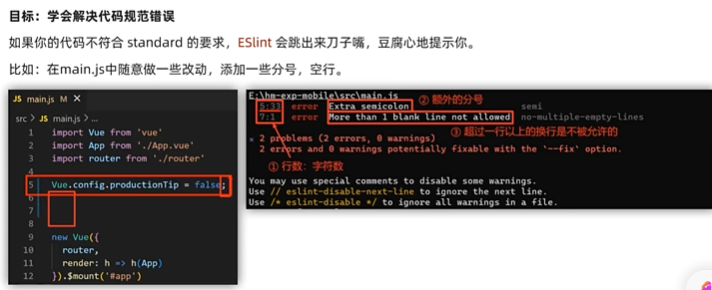 目标：学会解决代码规范错误
如果你的代码不符合 standard 的要求，ESlint 会跳出来刀子嘴，豆腐心地提示你。
比如：在main.js中随意做一些改动，添加一些分号，空行。
JS main.js M ×
src > JS main.js > ...
1 import Vue from 'vue'
2 import App from './App.vue'
3 import router from './router'
4
5 Vue.config.productionTip = false;
6
7
8
9 new Vue({
10 router,
11 render: h => h(App)
12 }).$mount('#app')
E:\hm-exp-mobile\src\main.js
5:33 error Extra semicolon ② 额外的分号 semi
7:1 error More than 1 blank line not allowed no-multiple-empty-lines
③ 超过一行以上的换行是不被允许的
× 2 problems (2 errors, 0 warnings)
2 errors and 0 warnings potentially fixable with the `--fix` option.
① 行数：字符数
You may use special comments to disable some warnings.
Use // eslint-disable-next-line to ignore the next line.
Use /* eslint-disable */ to ignore all warnings in a file.